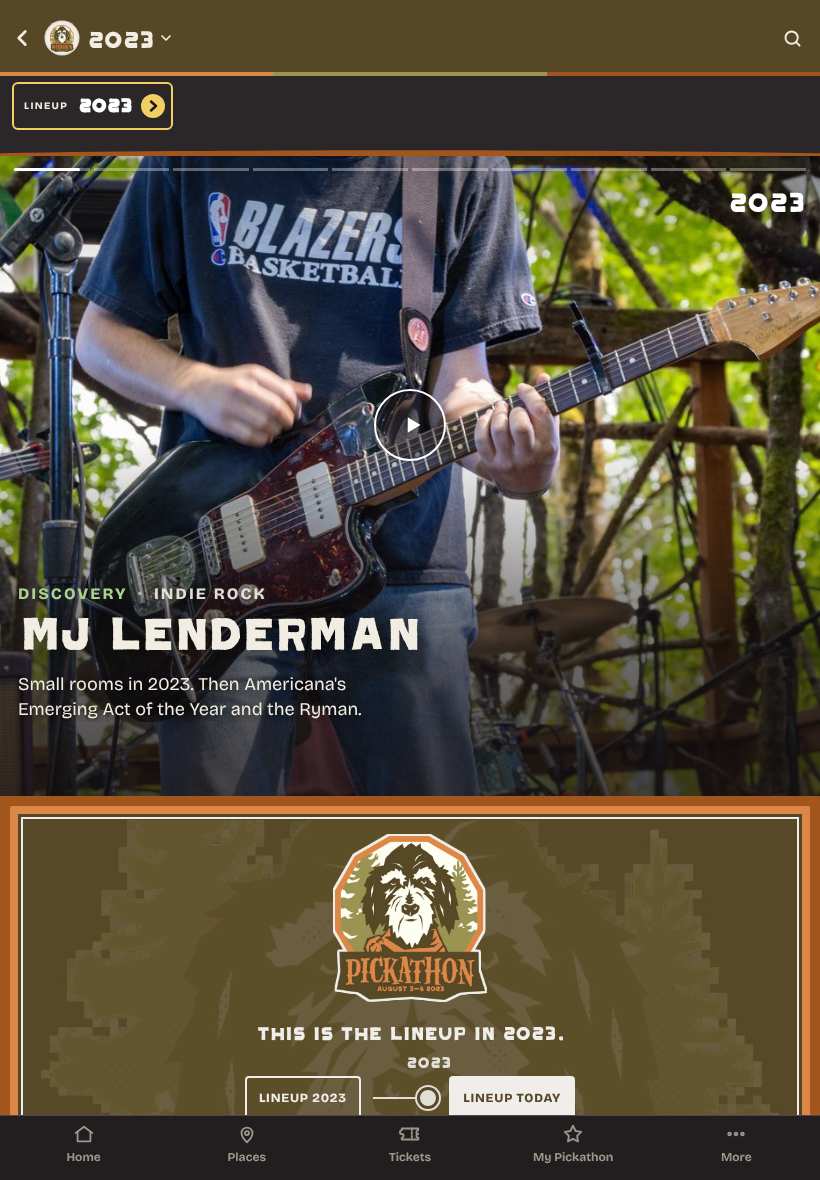 2023
LINEUP 2023
2023
BLAZERS
BASKETBALL
DISCOVERY · INDIE ROCK
MJ LENDERMAN
Small rooms in 2023. Then Americana's
Emerging Act of the Year and the Ryman.
PICKATHON
AUGUST 3-6 2023
THIS IS THE LINEUP IN 2023.
2023
LINEUP 2023
LINEUP TODAY
Home
Places
Tickets
My Pickathon
More